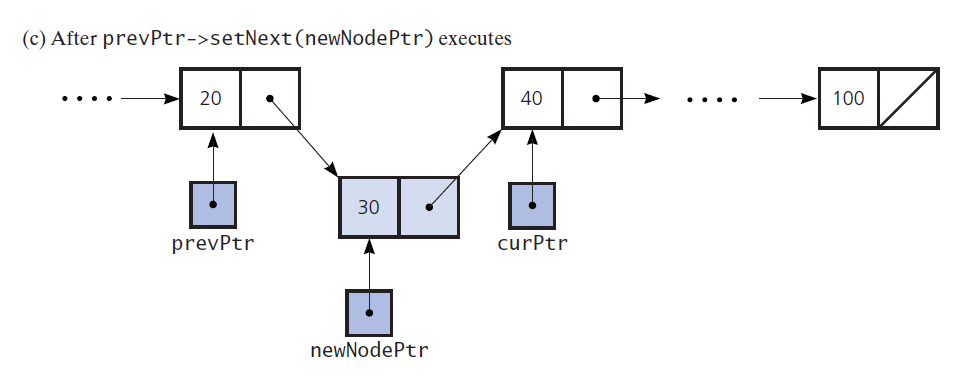 (c) After prevPtr->setNext(newNodePtr) executes
20
40
100
30
prevPtr
curPtr
newNodePtr